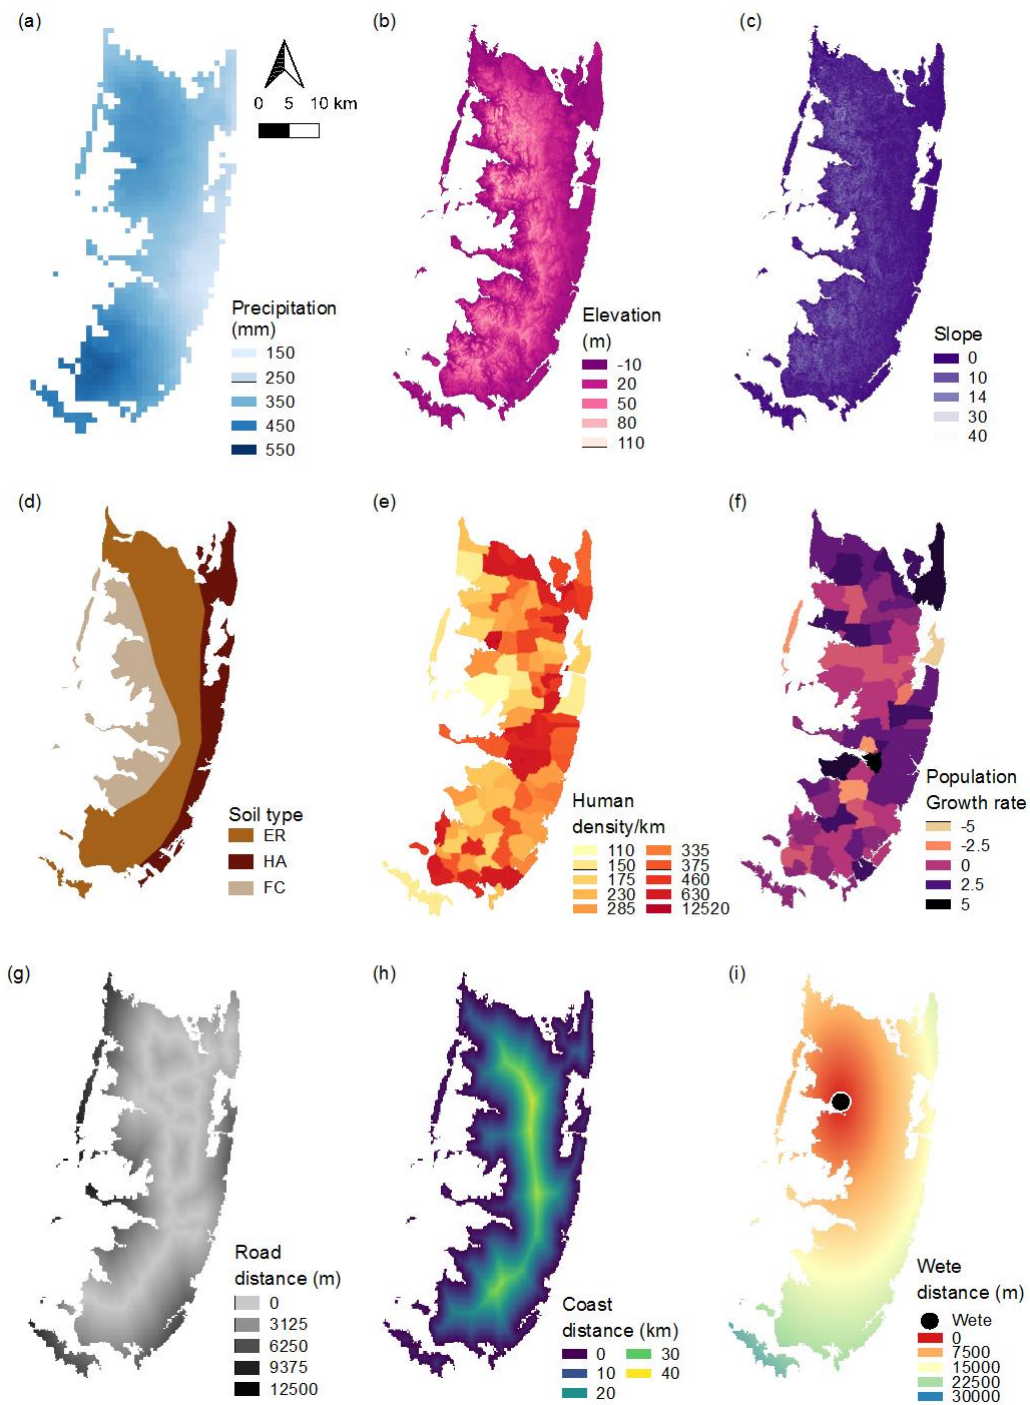 (a)
(b)
(c)
0 5 10 km
Precipitation
(mm)
150
250
350
450
550
Elevation
(m)
-10
20
50
80
110
Slope
0
10
14
30
40
(d)
(e)
(f)
Soil type
ER
HA
FC
Human
density/km
110 335
150 375
175 460
230 630
285 12520
Population
Growth rate
-5
-2.5
0
2.5
5
(g)
(h)
(i)
Road
distance (m)
0
3125
6250
9375
12500
Coast
distance (km)
0 30
10 40
20
Wete
distance (m)
Wete
0
7500
15000
22500
30000